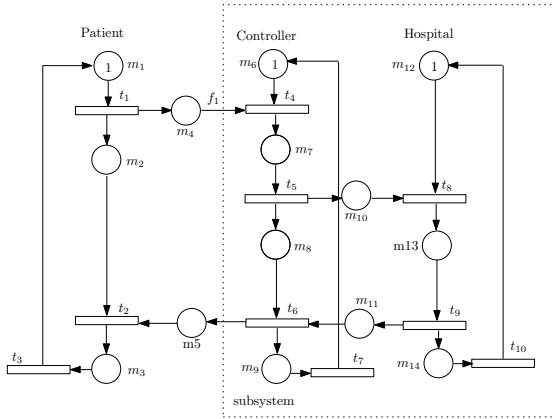 Patient
Controller
Hospital
1
m1
m6
1
m12
1
t1
f1
t4
m4
m2
m7
t5
t8
m10
m8
m13
m11
t2
t6
t9
m5
t3
m3
m9
t7
m14
t10
subsystem